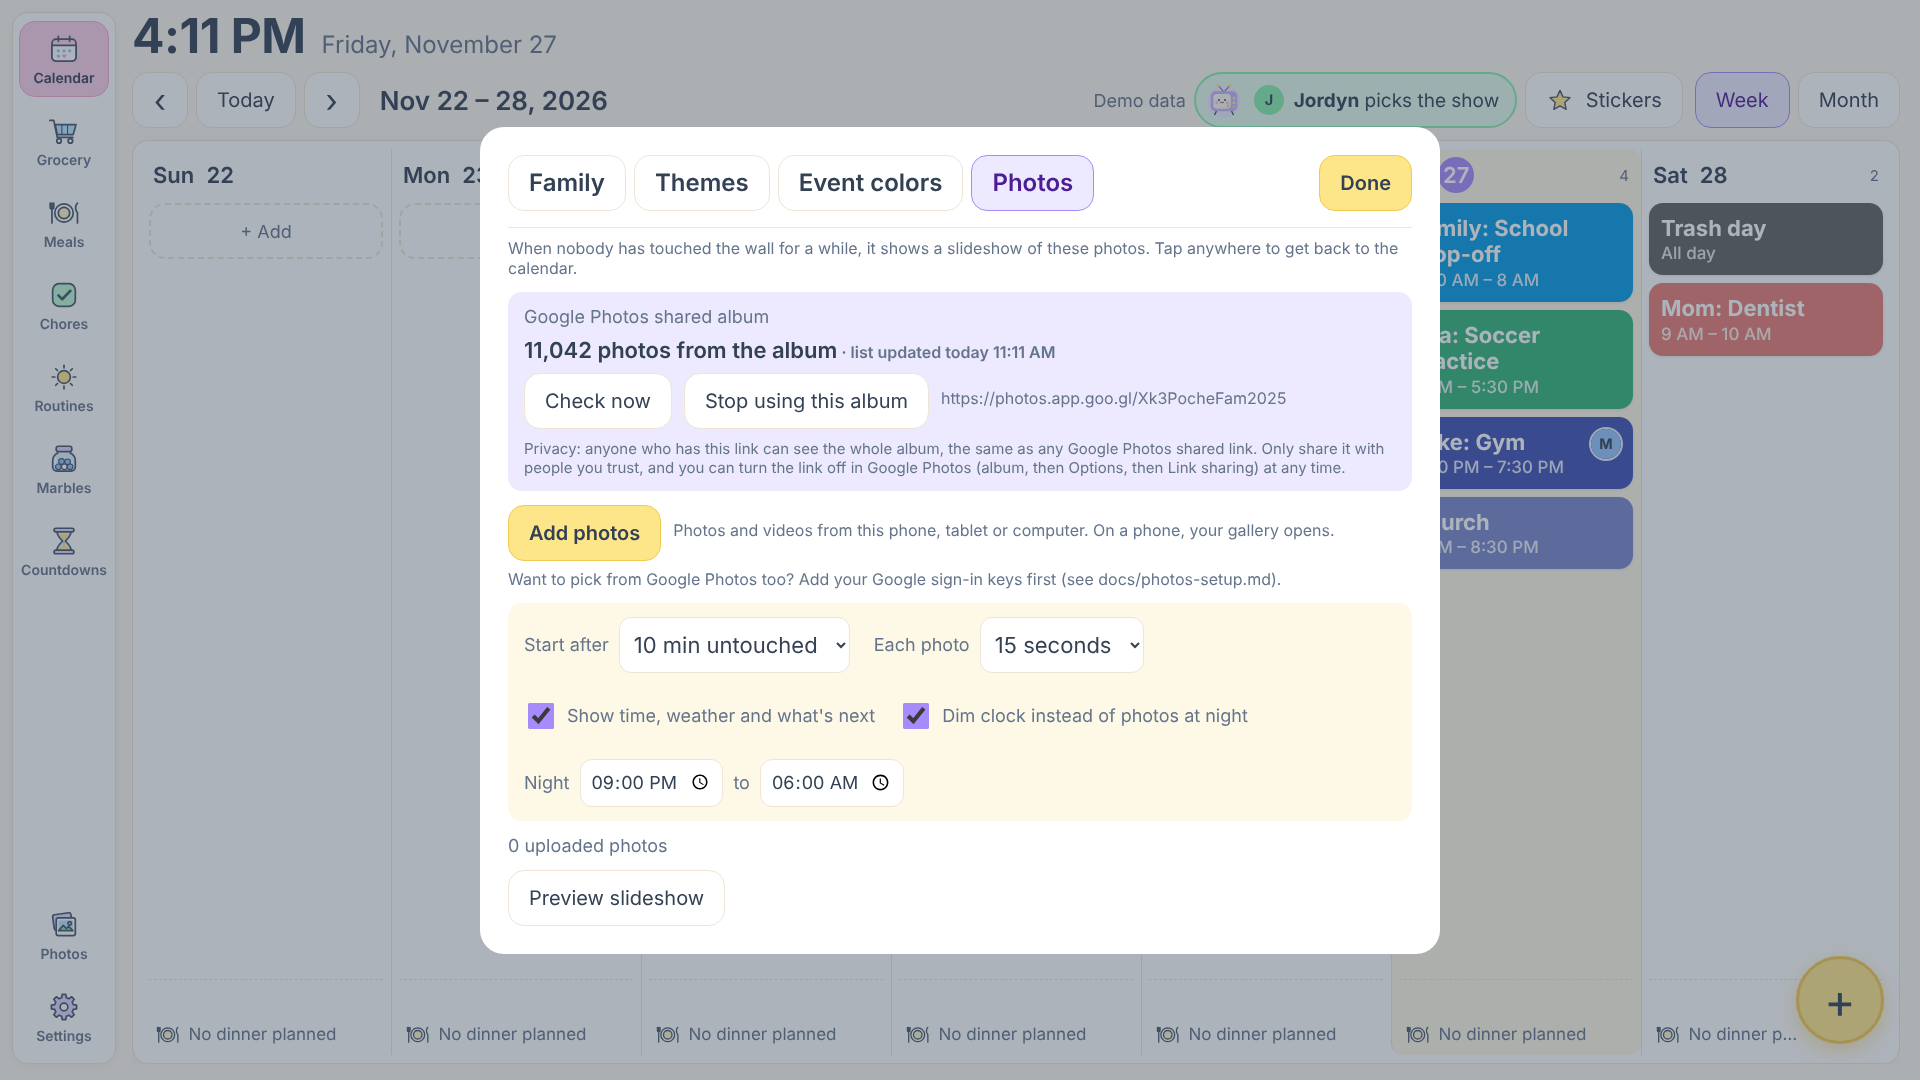 4:11 PM Friday, November 27
Calendar
Grocery
Meals
Chores
Routines
Marbles
Countdowns
Photos
Settings
‹ Today › Nov 22 – 28, 2026
Demo data J Jordyn picks the show Stickers Week Month
Sun 22
+ Add
Mon
27 4
Sat 28 2
Family Themes Event colors Photos Done
When nobody has touched the wall for a while, it shows a slideshow of these photos. Tap anywhere to get back to the
calendar.
Google Photos shared album
11,042 photos from the album · list updated today 11:11 AM
Check now Stop using this album https://photos.app.goo.gl/Xk3PocheFam2025
Privacy: anyone who has this link can see the whole album, the same as any Google Photos shared link. Only share it with
people you trust, and you can turn the link off in Google Photos (album, then Options, then Link sharing) at any time.
Add photos Photos and videos from this phone, tablet or computer. On a phone, your gallery opens.
Want to pick from Google Photos too? Add your Google sign-in keys first (see docs/photos-setup.md).
Start after 10 min untouched Each photo 15 seconds
Show time, weather and what's next Dim clock instead of photos at night
Night 09:00 PM to 06:00 AM
0 uploaded photos
Preview slideshow
School
AM – 8 AM
Soccer
– 5:30 PM
Gym M
PM – 7:30 PM
– 8:30 PM
Trash day
All day
Mom: Dentist
9 AM – 10 AM
No dinner planned
No dinner planned
No dinner planned
No dinner planned
No dinner planned
No dinner planned
No dinner p...
+